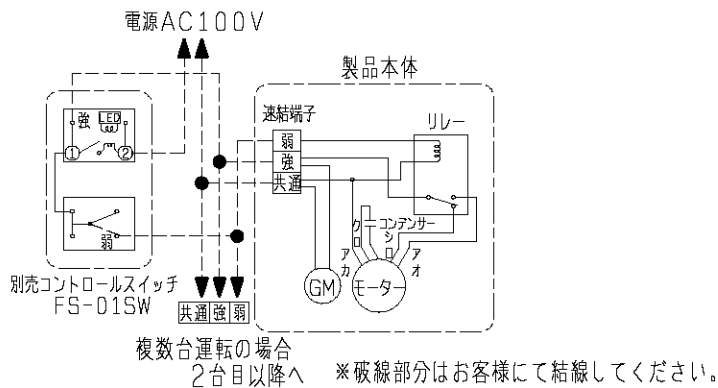 電源AC100V
製品本体
速結端子
リレー
強 LED
① ②
弱
弱
強
共通
コンデンサー
クロ
シロ
アカ
アオ
GM
モーター
別売コントロールスイッチ
FS-01SW
共通 強 弱
複数台運転の場合
2台目以降へ
※破線部分はお客様にて結線してください。